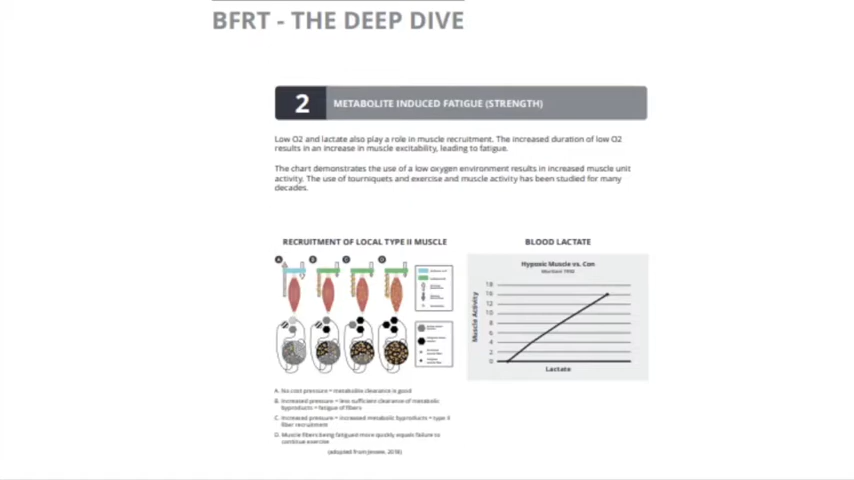 BFRT - THE DEEP DIVE
2 METABOLITE INDUCED FATIGUE (STRENGTH)
Low O2 and lactate also play a role in muscle recruitment. The increased duration of low O2
results in an increase in muscle excitability, leading to fatigue.
The chart demonstrates the use of a low oxygen environment results in increased muscle unit
activity. The use of tourniquets and exercise and muscle activity has been studied for many
decades.
RECRUITMENT OF LOCAL TYPE II MUSCLE
A B C D
A. No cost pressure = metabolite clearance is good
B. Increased pressure = less sufficient clearance of metabolic
byproducts = fatigue of fibers
C. Increased pressure = increased metabolic byproducts = type II
fiber recruitment
D. Muscle fibers being fatigued more quickly equals failure to
continue exercise
(adopted from Jessee, 2018)
BLOOD LACTATE
Hypoxic Muscle vs. Con
1992
Muscle Activity
18
16
14
12
10
8
6
4
2
0
Lactate